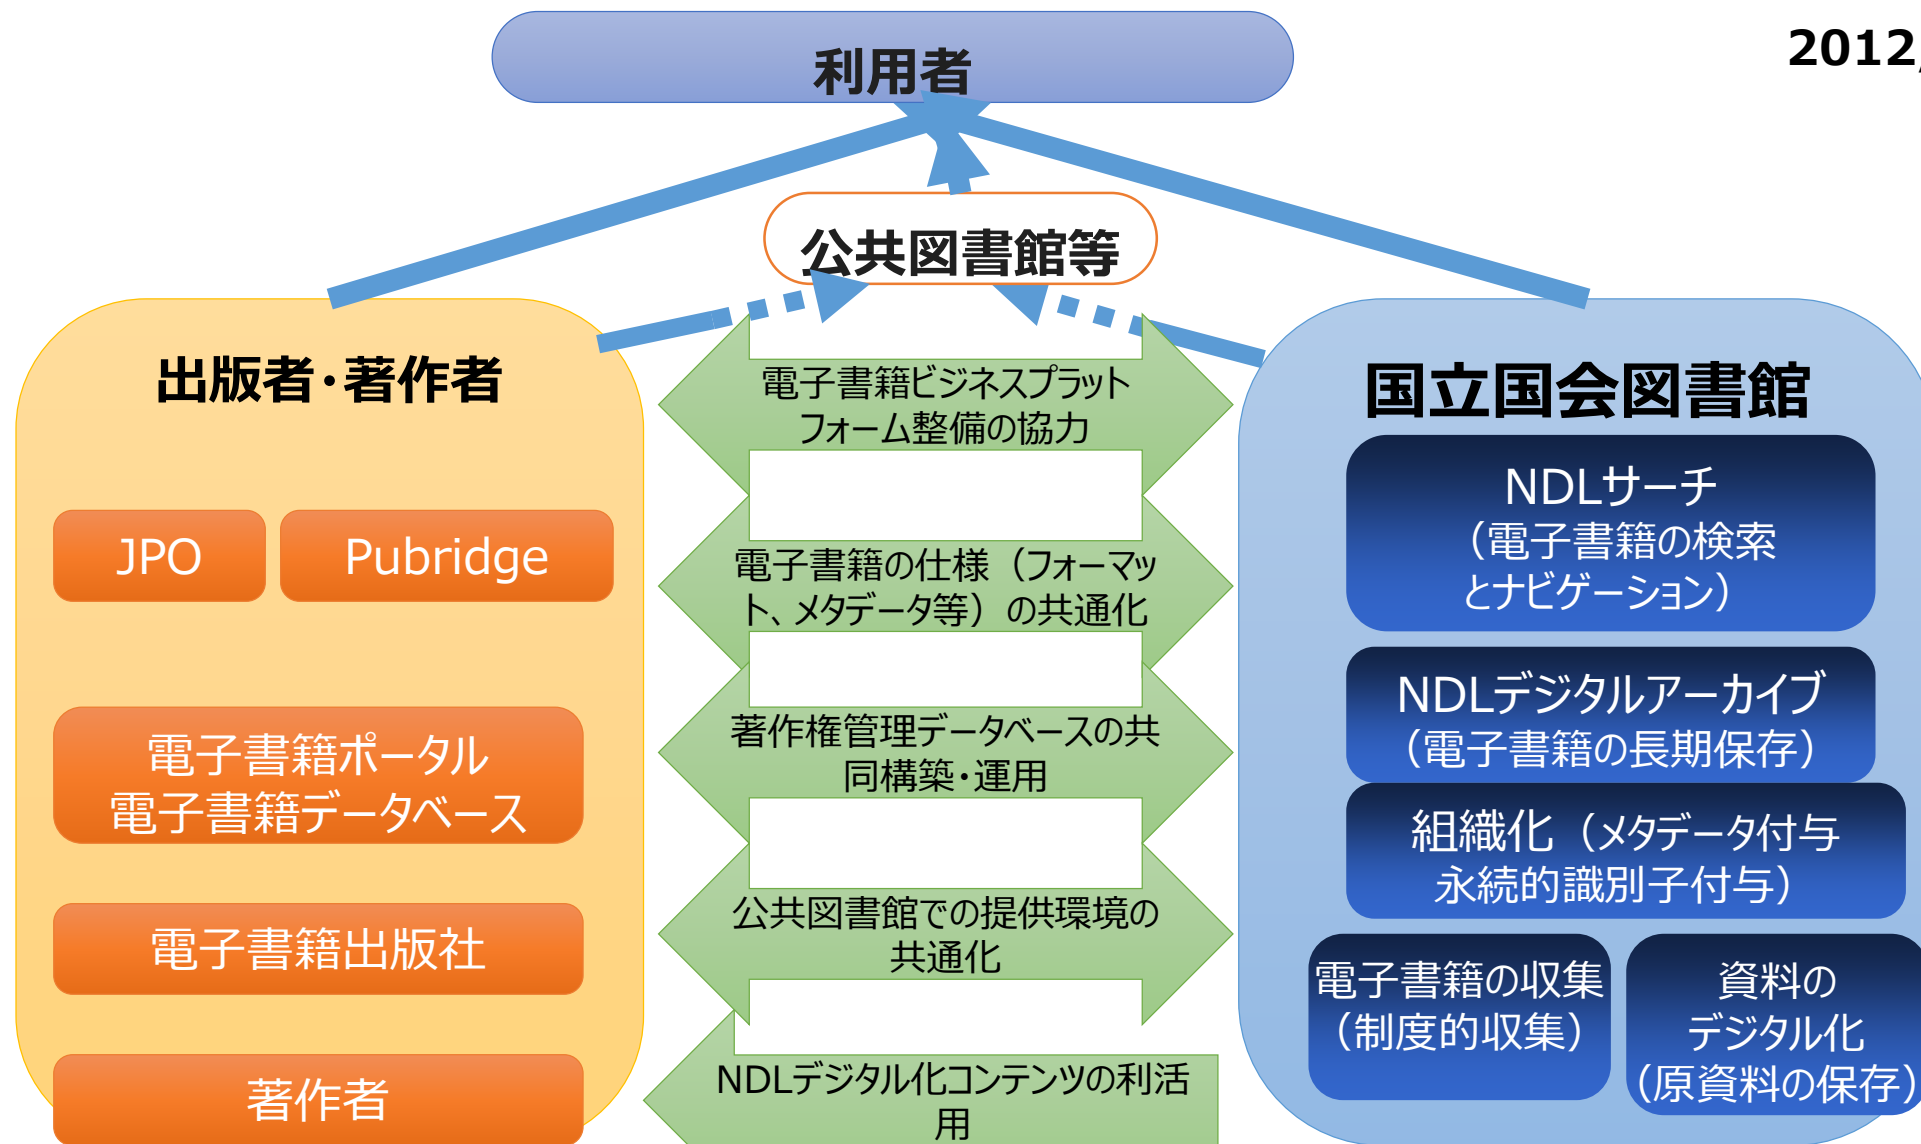 利用者
2012/
公共図書館等
出版者・著作者
JPO
Pubridge
電子書籍ポータル
電子書籍データベース
電子書籍出版社
著作者
電子書籍ビジネスプラット
フォーム整備の協力
電子書籍の仕様（フォーマッ
ト、メタデータ等）の共通化
著作権管理データベースの共
同構築・運用
公共図書館での提供環境の
共通化
NDLデジタル化コンテンツの利活
用
国立国会図書館
NDLサーチ
（電子書籍の検索
とナビゲーション）
NDLデジタルアーカイブ
（電子書籍の長期保存）
組織化（メタデータ付与
永続的識別子付与）
電子書籍の収集
（制度的収集）
資料の
デジタル化
（原資料の保存）